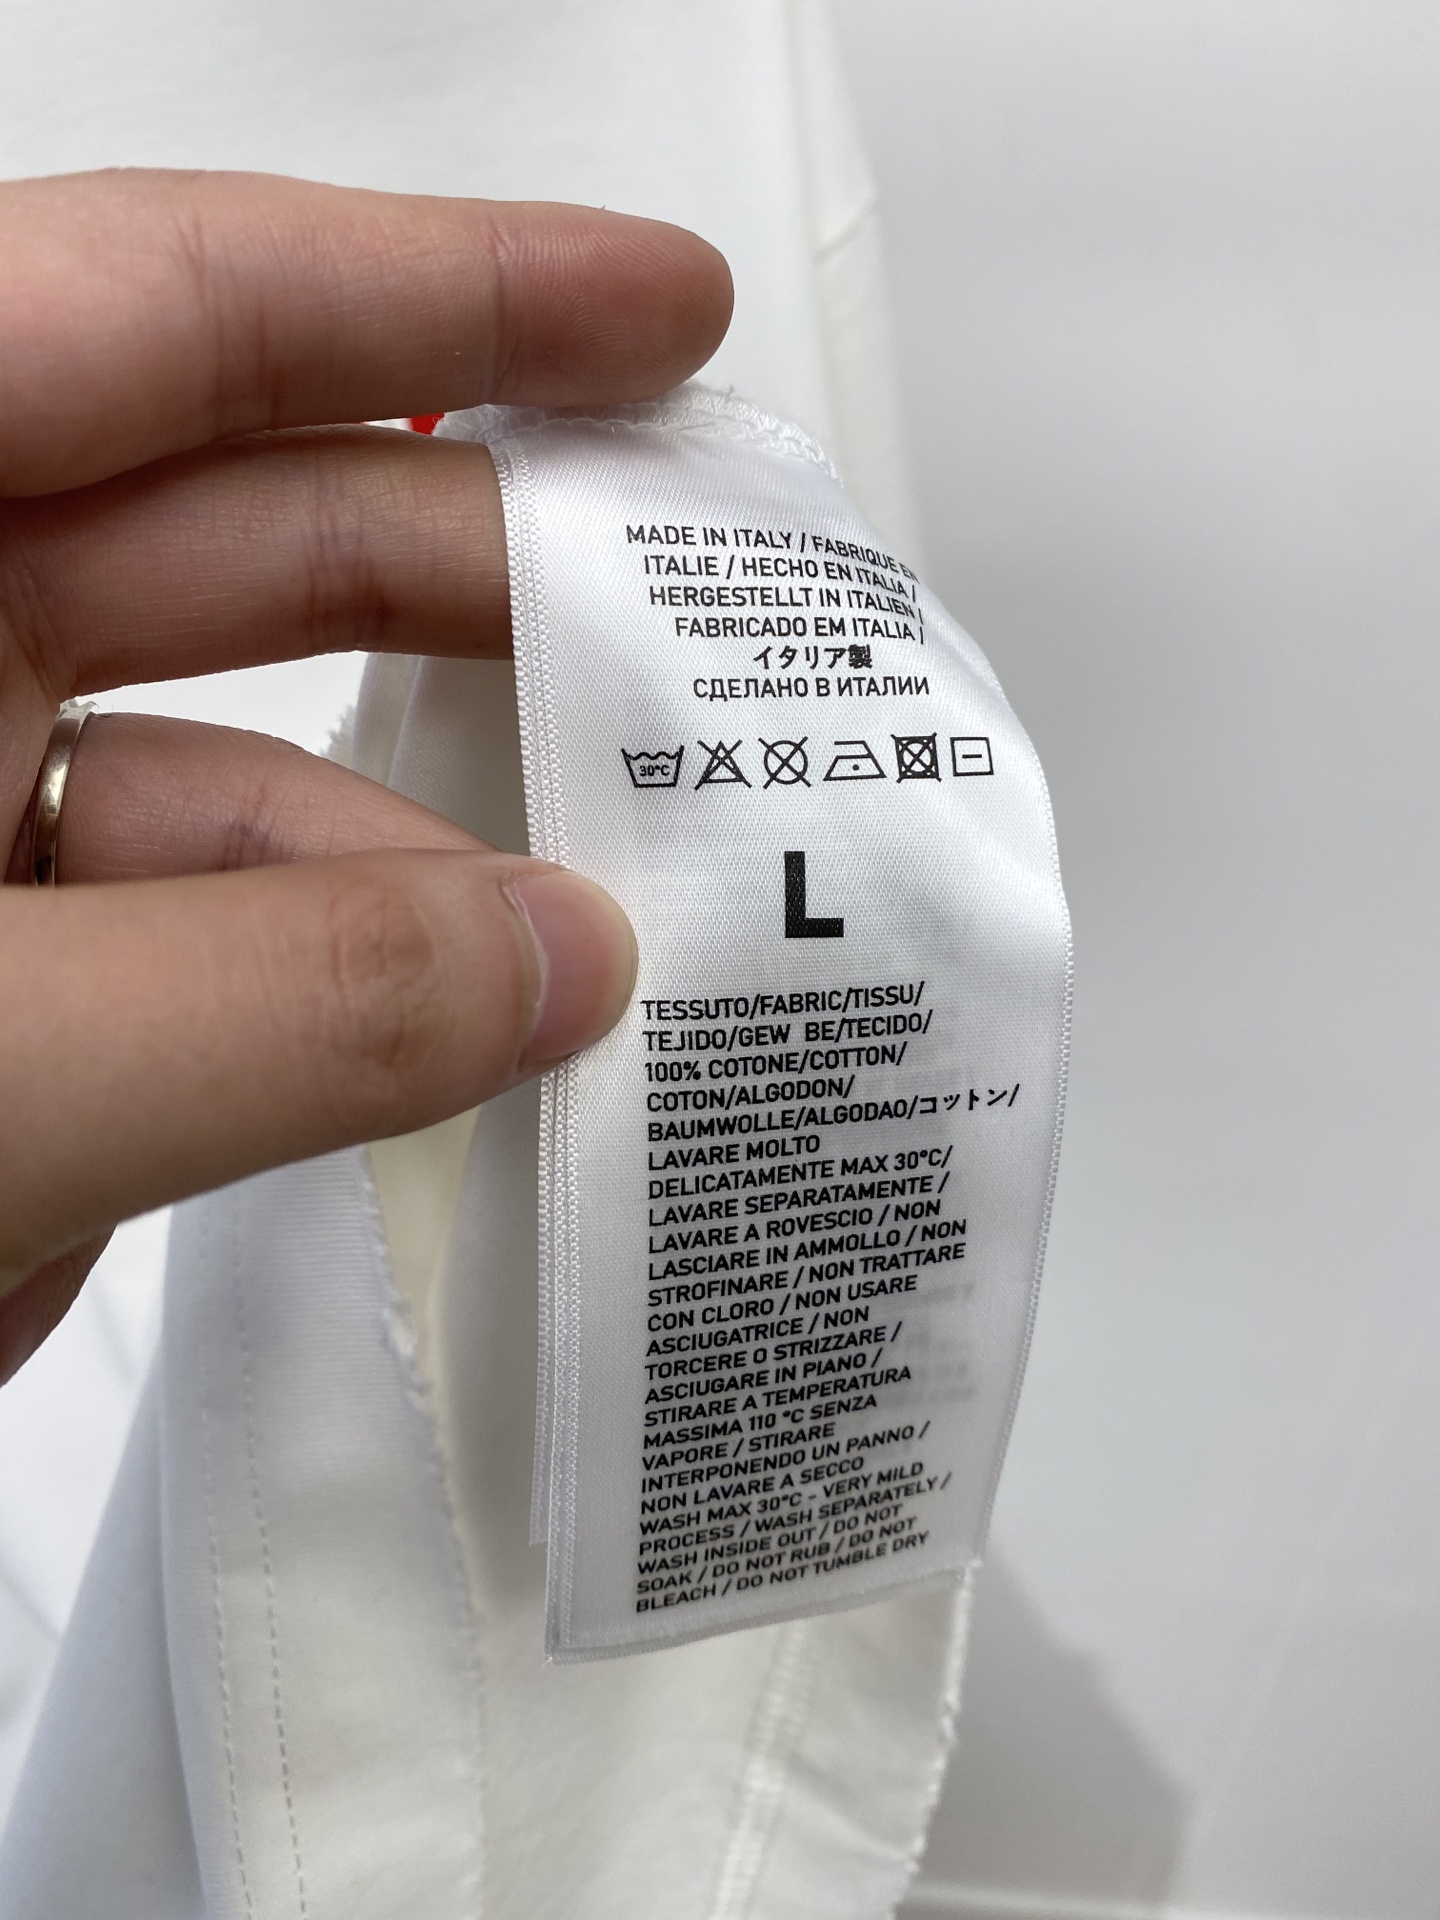 MADE IN ITALY / FABRIQUE EN
ITALIE / HECHO EN ITALIA /
HERGESTELLT IN ITALIEN /
FABRICADO EM ITALIA /
イタリア製
СДЕЛАНО В ИТАЛИИ
30°C
L
TESSUTO/FABRIC/TISSU/
TEJIDO/GEW BE/TECIDO/
100% COTONE/COTTON/
COTON/ALGODON/
BAUMWOLLE/ALGODAO/コットン/
LAVARE MOLTO
DELICATAMENTE MAX 30°C/
LAVARE SEPARATAMENTE /
LAVARE A ROVESCIO / NON
LASCIARE IN AMMOLLO / NON
STROFINARE / NON TRATTARE
CON CLORO / NON USARE
ASCIUGATRICE / NON
TORCERE O STRIZZARE /
ASCIUGARE IN PIANO /
STIRARE A TEMPERATURA
MASSIMA 110 °C SENZA
VAPORE / STIRARE
INTERPONENDO UN PANNO /
NON LAVARE A SECCO
WASH MAX 30°C - VERY MILD
PROCESS / WASH SEPARATELY /
WASH INSIDE OUT / DO NOT
SOAK / DO NOT RUB / DO NOT
BLEACH / DO NOT TUMBLE DRY